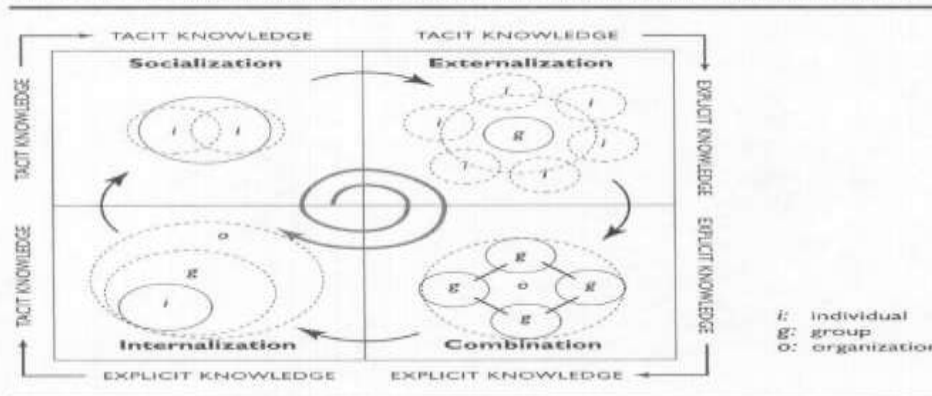 TACIT KNOWLEDGE TACIT KNOWLEDGE
Socialization Externalization
TACIT KNOWLEDGE
EXPLICIT KNOWLEDGE
i i
i
i
i
g
i
i
i
TACIT KNOWLEDGE
EXPLICIT KNOWLEDGE
o
g
i
g
g
o
g
g
Internalization Combination
EXPLICIT KNOWLEDGE EXPLICIT KNOWLEDGE
i: individual
g: group
o: organization